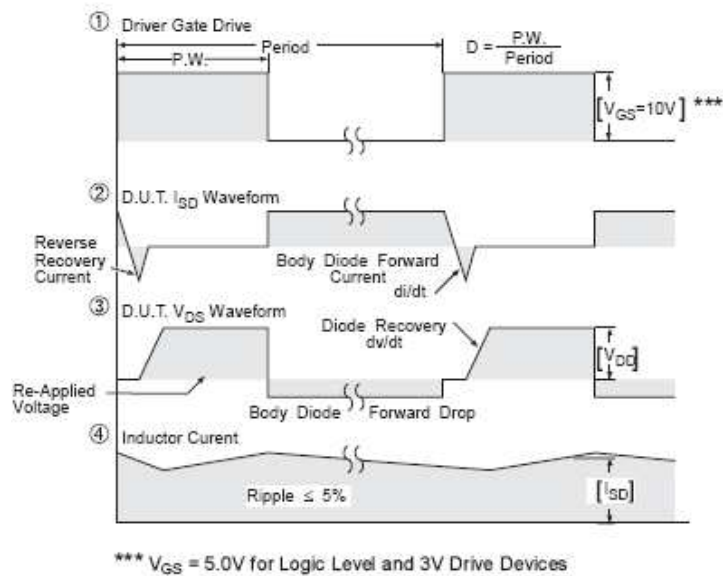 ① Driver Gate Drive
P.W.
Period
D = P.W.
Period
[VGS=10V] ***
② D.U.T. ISD Waveform
Reverse
Recovery
Current
Body Diode Forward
Current
di/dt
③ D.U.T. VDS Waveform
Diode Recovery
dv/dt
[VDD]
Re-Applied
Voltage
Body Diode Forward Drop
④ Inductor Curent
Ripple ≤ 5%
[ISD]
*** VGS = 5.0V for Logic Level and 3V Drive Devices